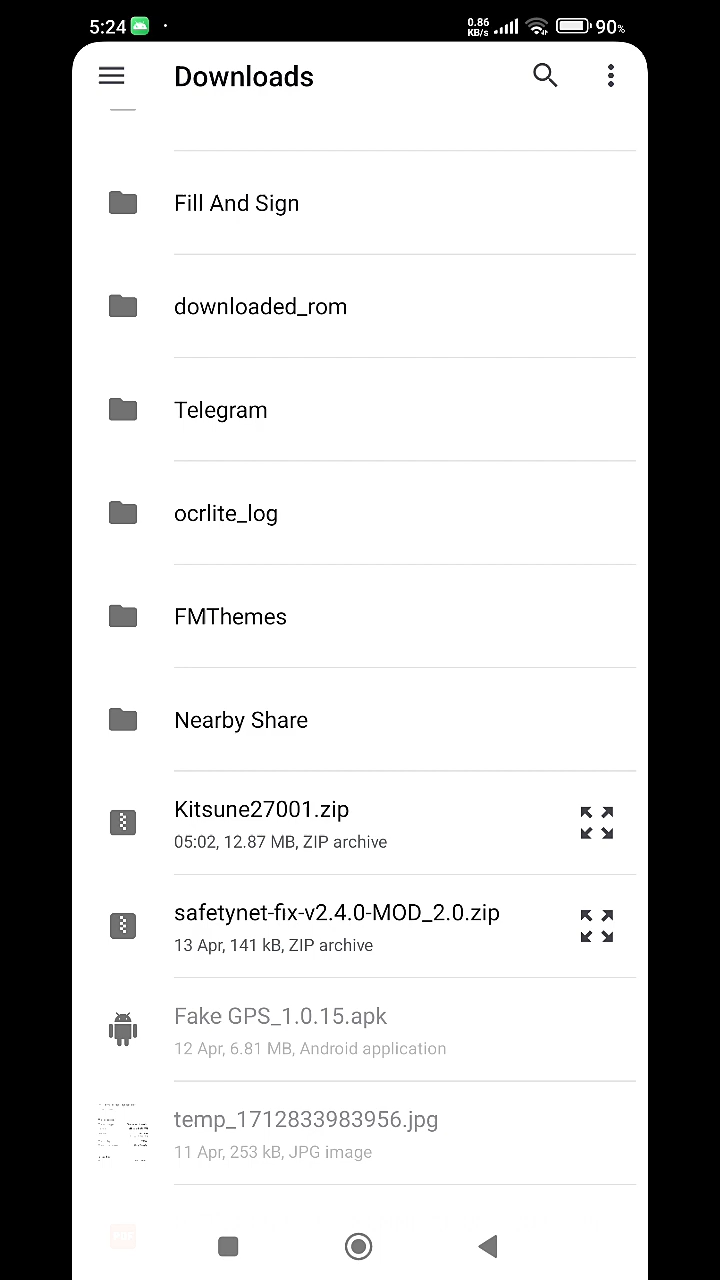 5:24
0.86
KB/s
90%
Downloads
Fill And Sign
downloaded_rom
Telegram
ocrlite_log
FMThemes
Nearby Share
Kitsune27001.zip
05:02, 12.87 MB, ZIP archive
safetynet-fix-v2.4.0-MOD_2.0.zip
13 Apr, 141 kB, ZIP archive
Fake GPS_1.0.15.apk
12 Apr, 6.81 MB, Android application
temp_1712833983956.jpg
11 Apr, 253 kB, JPG image
PDF